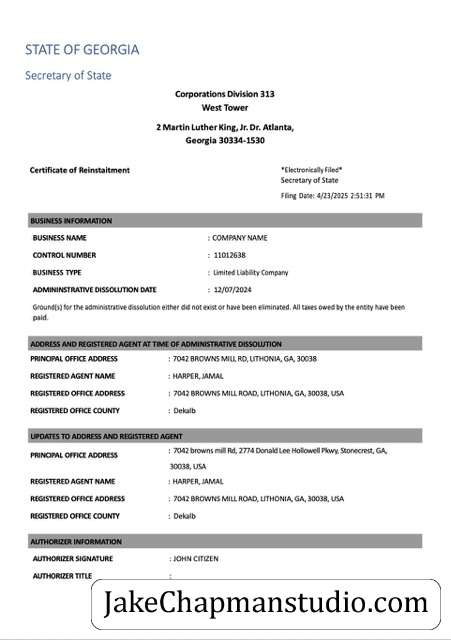 STATE OF GEORGIA
Secretary of State
Corporations Division 313
West Tower
2 Martin Luther King, Jr. Dr. Atlanta,
Georgia 30334-1530
Certificate of Reinstaitment
*Electronically Filed*
Secretary of State
Filing Date: 4/23/2025 2:51:31 PM
BUSINESS INFORMATION
BUSINESS NAME : COMPANY NAME
CONTROL NUMBER : 11012638
BUSINESS TYPE : Limited Liability Company
ADMININSTRATIVE DISSOLUTION DATE : 12/07/2024
Ground(s) for the administrative dissolution either did not exist or have been eliminated. All taxes owed by the entity have been
paid.
ADDRESS AND REGISTERED AGENT AT TIME OF ADMINISTRATIVE DISSOLUTION
PRINCIPAL OFFICE ADDRESS : 7042 BROWNS MILL RD, LITHONIA, GA, 30038
REGISTERED AGENT NAME : HARPER, JAMAL
REGISTERED OFFICE ADDRESS : 7042 BROWNS MILL ROAD, LITHONIA, GA, 30038, USA
REGISTERED OFFICE COUNTY : Dekalb
UPDATES TO ADDRESS AND REGISTERED AGENT
PRINCIPAL OFFICE ADDRESS : 7042 browns mill Rd, 2774 Donald Lee Hollowell Pkwy, Stonecrest, GA,
30038, USA
REGISTERED AGENT NAME : HARPER, JAMAL
REGISTERED OFFICE ADDRESS : 7042 BROWNS MILL ROAD, LITHONIA, GA, 30038, USA
REGISTERED OFFICE COUNTY : Dekalb
AUTHORIZER INFORMATION
AUTHORIZER SIGNATURE : JOHN CITIZEN
AUTHORIZER TITLE :
JakeChapmanstudio.com